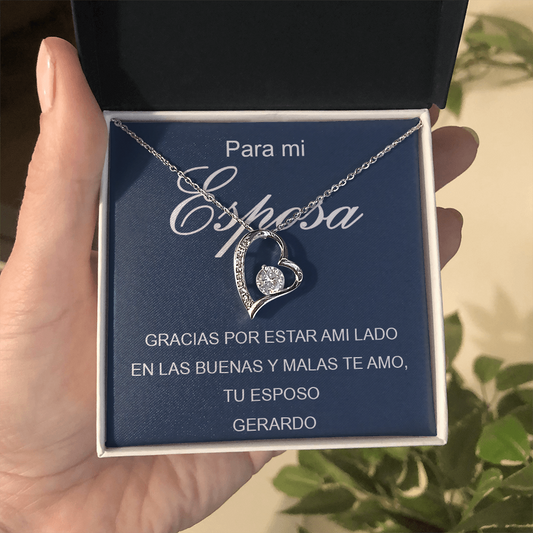 Para mi
Esposa
GRACIAS POR ESTAR AMI LADO
EN LAS BUENAS Y MALAS TE AMO,
TU ESPOSO
GERARDO